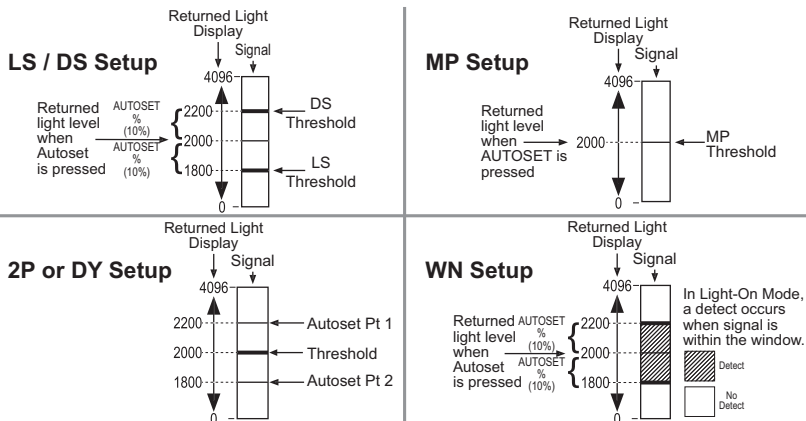 LS / DS Setup
Returned Light
Display
Signal
4096
2200
2000
1800
0
Returned
light level
when
Autoset
is pressed
AUTOSET
%
(10%)
AUTOSET
%
(10%)
DS
Threshold
LS
Threshold
MP Setup
Returned Light
Display
Signal
4096
2000
0
Returned
light level
when
AUTOSET is
pressed
MP
Threshold
2P or DY Setup
Returned Light
Display
Signal
4096
2200
2000
1800
0
Autoset Pt 1
Threshold
Autoset Pt 2
WN Setup
Returned Light
Display
Signal
4096
2200
2000
1800
0
Returned
light level
when
Autoset
is pressed
AUTOSET
%
(10%)
AUTOSET
%
(10%)
In Light-On Mode,
a detect occurs
when signal is
within the window.
Detect
No
Detect